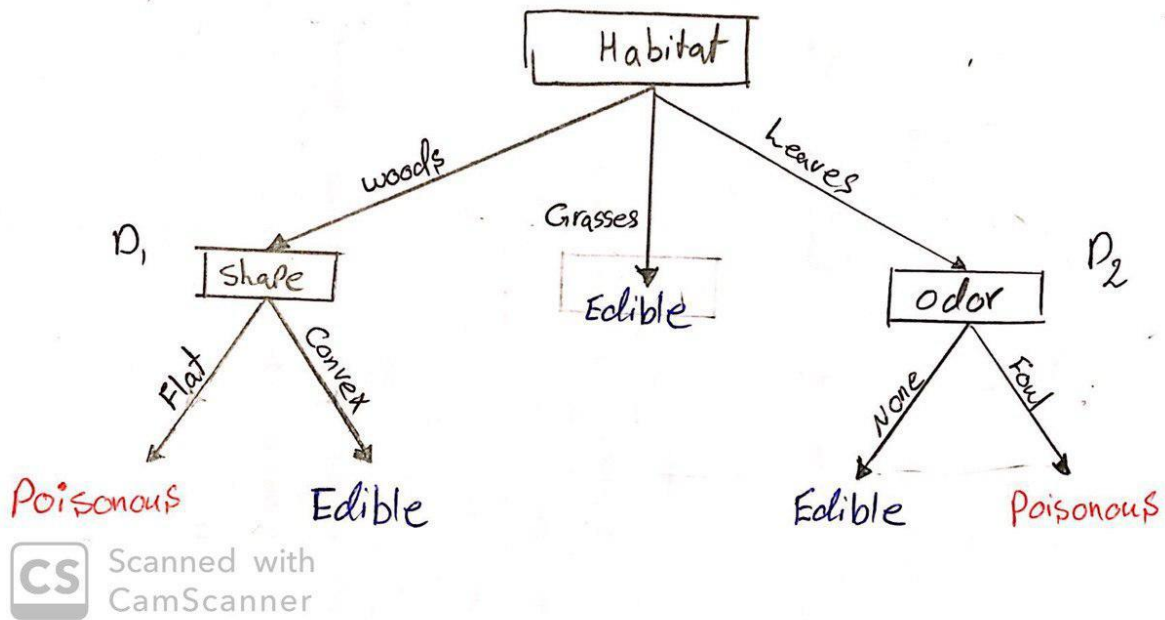 Habitat
woods
Leaves
Grasses
D₁
D₂
Shape
Edible
odor
Flat
Convex
None
Foul
Poisonous
Edible
Edible
Poisonous
CS
Scanned with
CamScanner